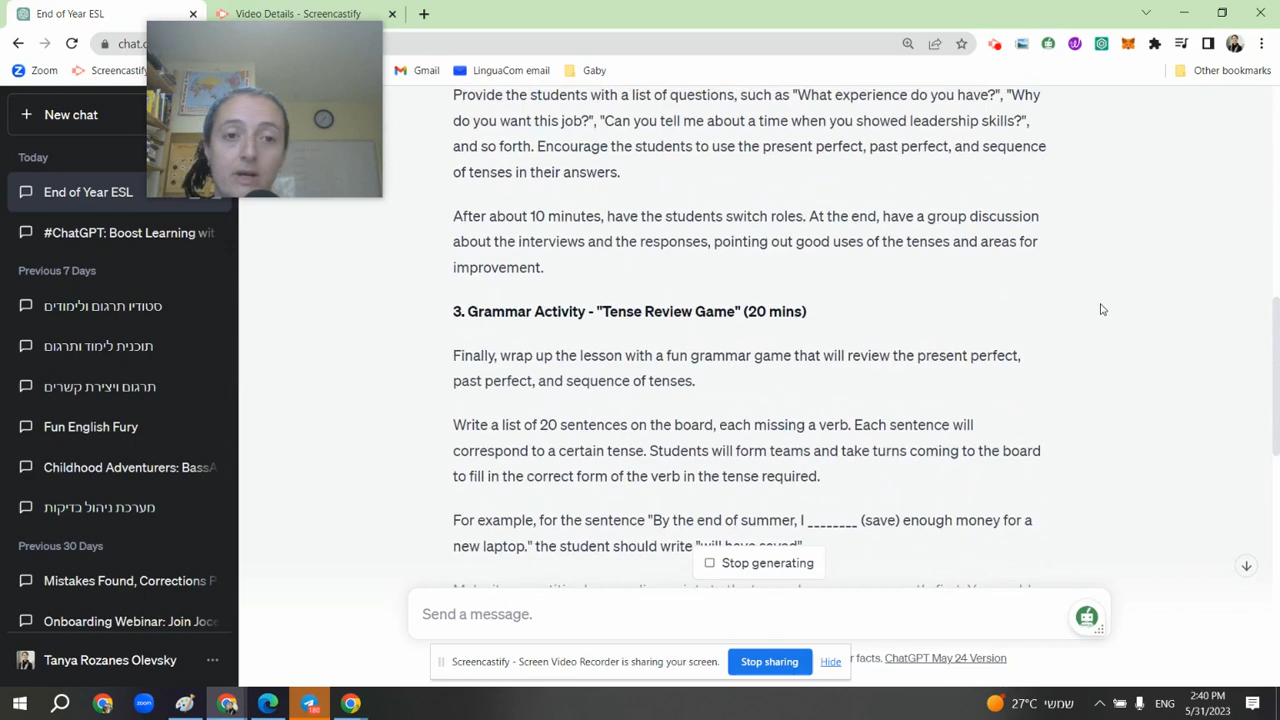 End of Year ESL
Video Details - Screencastify
chat.o
Zoom
Screencastify
Gmail
LinguaCom email
Gaby
Other bookmarks
New chat
Today
End of Year ESL
#ChatGPT: Boost Learning wit
Previous 7 Days
סטודיו תרגום ולימודים
תוכנית לימוד ותרגום
תרגום ויצירת קשרים
Fun English Fury
Childhood Adventures: BassA
מערכת ניהול בדיקות
Previous 30 Days
Mistakes Found, Corrections P
Onboarding Webinar: Join Joce
Tanya Rozanes Olevsky
Provide the students with a list of questions, such as "What experience do you have?", "Why
do you want this job?", "Can you tell me about a time when you showed leadership skills?",
and so forth. Encourage the students to use the present perfect, past perfect, and sequence
of tenses in their answers.
After about 10 minutes, have the students switch roles. At the end, have a group discussion
about the interviews and the responses, pointing out good uses of the tenses and areas for
improvement.
3. Grammar Activity - "Tense Review Game" (20 mins)
Finally, wrap up the lesson with a fun grammar game that will review the present perfect,
past perfect, and sequence of tenses.
Write a list of 20 sentences on the board, each missing a verb. Each sentence will
correspond to a certain tense. Students will form teams and take turns coming to the board
to fill in the correct form of the verb in the tense required.
For example, for the sentence "By the end of summer, I ________ (save) enough money for a
new laptop." the student should write "will have saved".
Stop generating
Send a message.
Screencastify - Screen Video Recorder is sharing your screen.
Stop sharing
Hide
r facts. ChatGPT May 24 Version
zoom
180
27°C שמשי
ENG
2:40 PM
5/31/2023